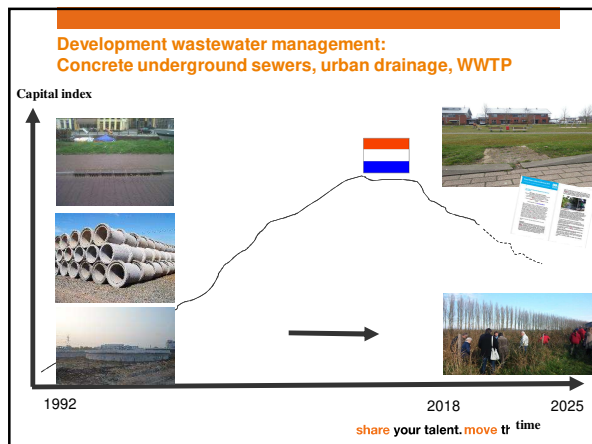 Development wastewater management:
Concrete underground sewers, urban drainage, WWTP
Capital index
1992
2018
2025
share your talent. move th
time